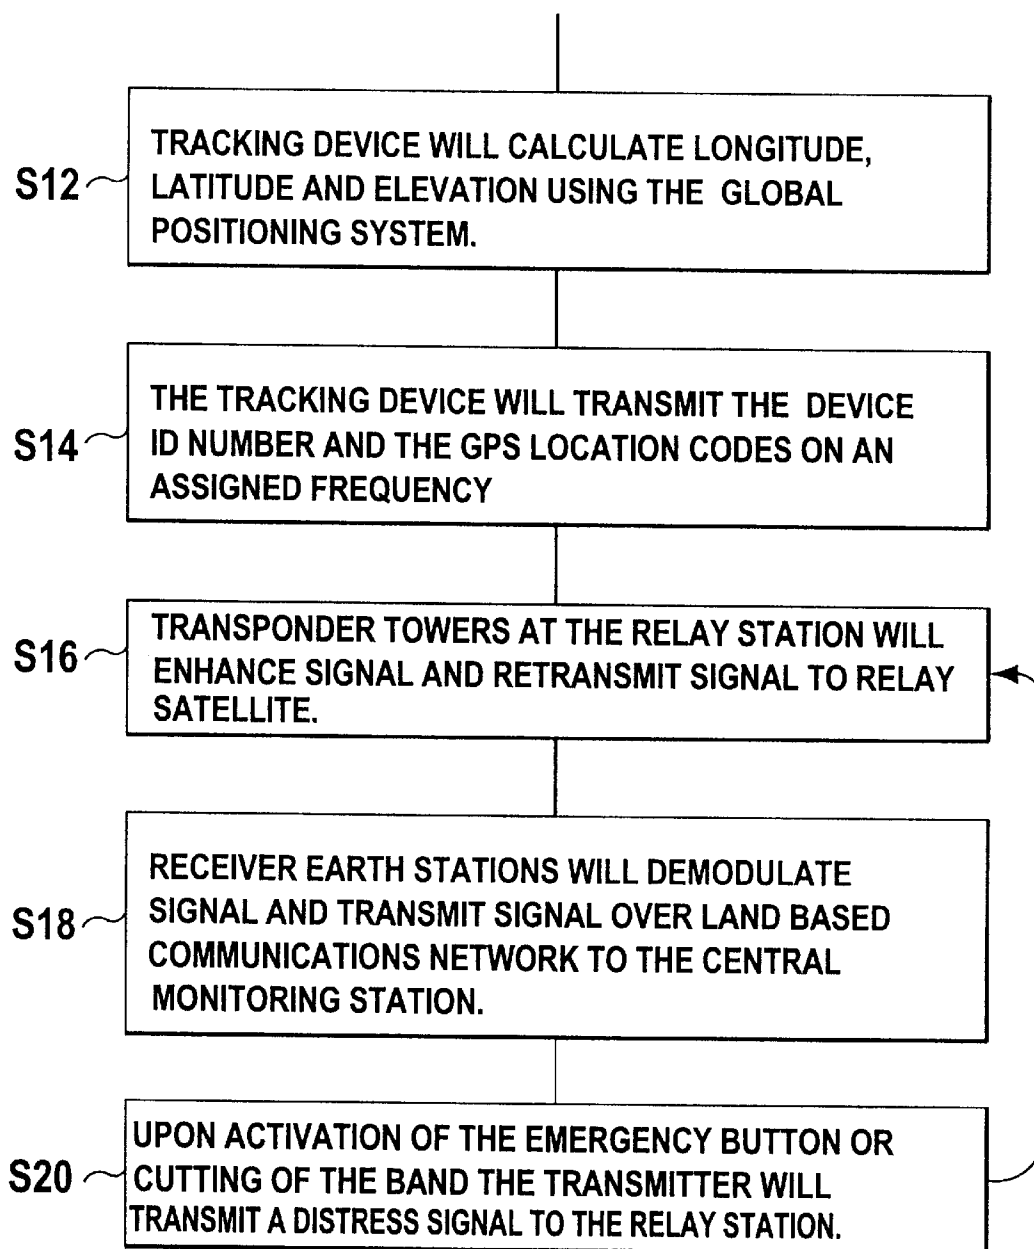 TRACKING DEVICE WILL CALCULATE LONGITUDE,
S12 LATITUDE AND ELEVATION USING THE GLOBAL
POSITIONING SYSTEM.
THE TRACKING DEVICE WILL TRANSMIT THE DEVICE
S14 ID NUMBER AND THE GPS LOCATION CODES ON AN
ASSIGNED FREQUENCY
TRANSPONDER TOWERS AT THE RELAY STATION WILL
S16 ENHANCE SIGNAL AND RETRANSMIT SIGNAL TO RELAY
SATELLITE.
RECEIVER EARTH STATIONS WILL DEMODULATE
S18 SIGNAL AND TRANSMIT SIGNAL OVER LAND BASED
COMMUNICATIONS NETWORK TO THE CENTRAL
MONITORING STATION.
UPON ACTIVATION OF THE EMERGENCY BUTTON OR
S20 CUTTING OF THE BAND THE TRANSMITTER WILL
TRANSMIT A DISTRESS SIGNAL TO THE RELAY STATION.